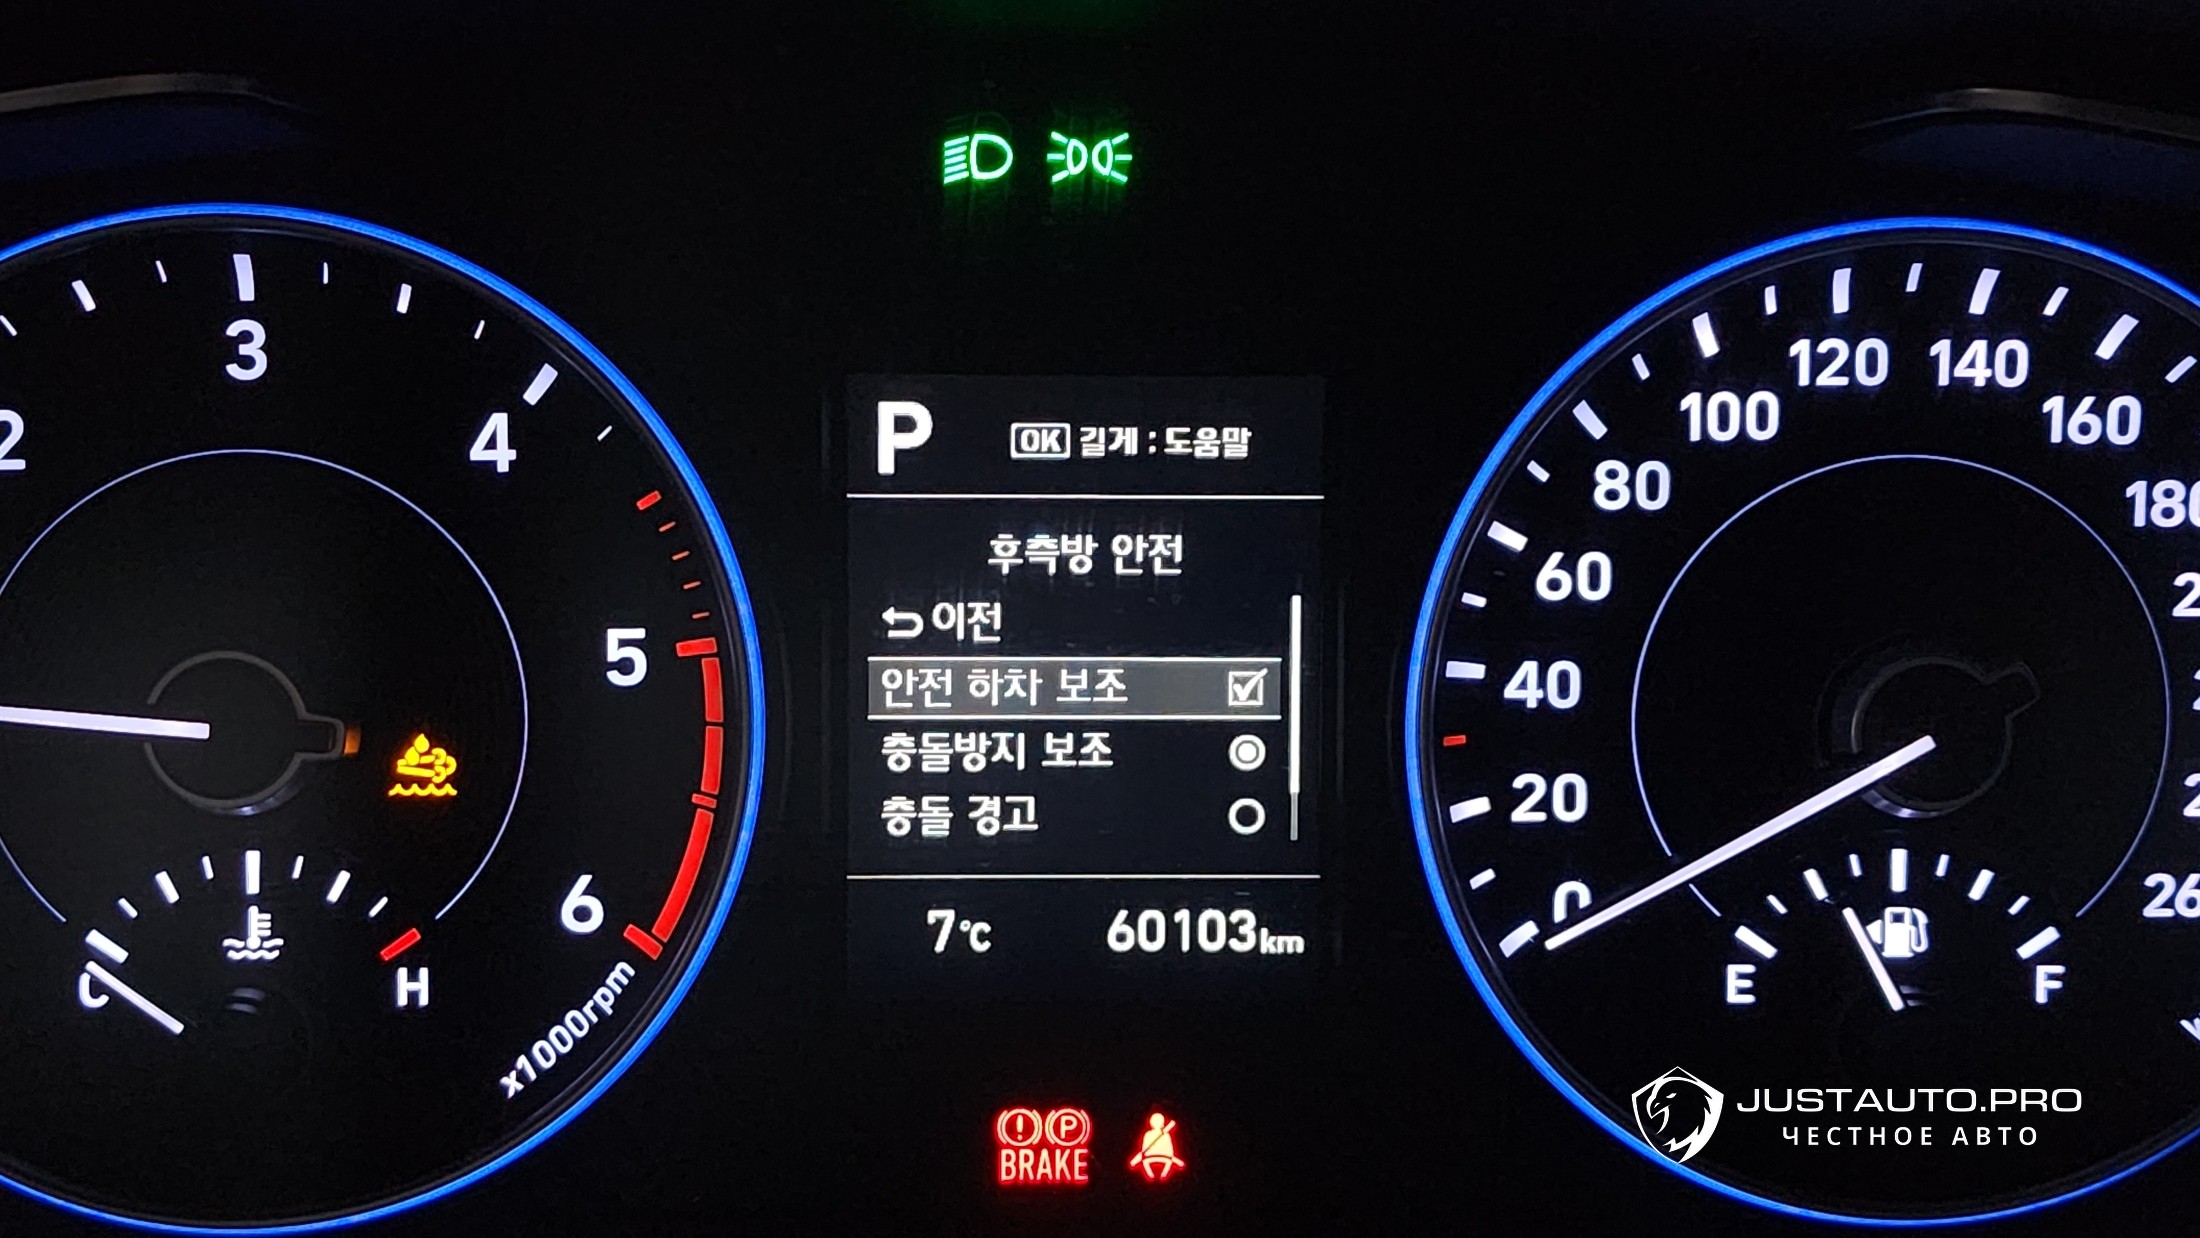 2
3
4
5
6
x1000rpm
C
H
P
OK 길게 : 도움말
후측방 안전
이전
안전 하차 보조
충돌방지 보조
충돌 경고
7°C 60103km
BRAKE
P
0
20
40
60
80
100
120
140
160
E
F
JUSTAUTO.PRO
ЧЕСТНОЕ АВТО